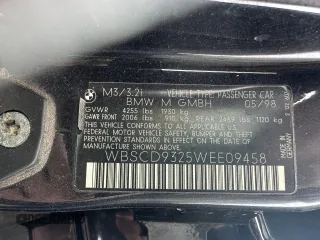 M3/3.2i VEHICLE TYPE: PASSENGER CAR
BMW M GMBH 05/98
GVWR 4255 lbs 1930
GAWR FRONT 2006 lbs 910 kg REAR 2469 lbs 1120 kg
THIS VEHICLE CONFORMS TO ALL APPLICABLE
FEDERAL MOTOR VEHICLE SAFETY,
BUMPER, AND THEFT PREVENTION STANDARDS IN EFFECT
ON THE DATE OF MANUFACTURE SHOWN ABOVE.
WBSCD9325WEE09458